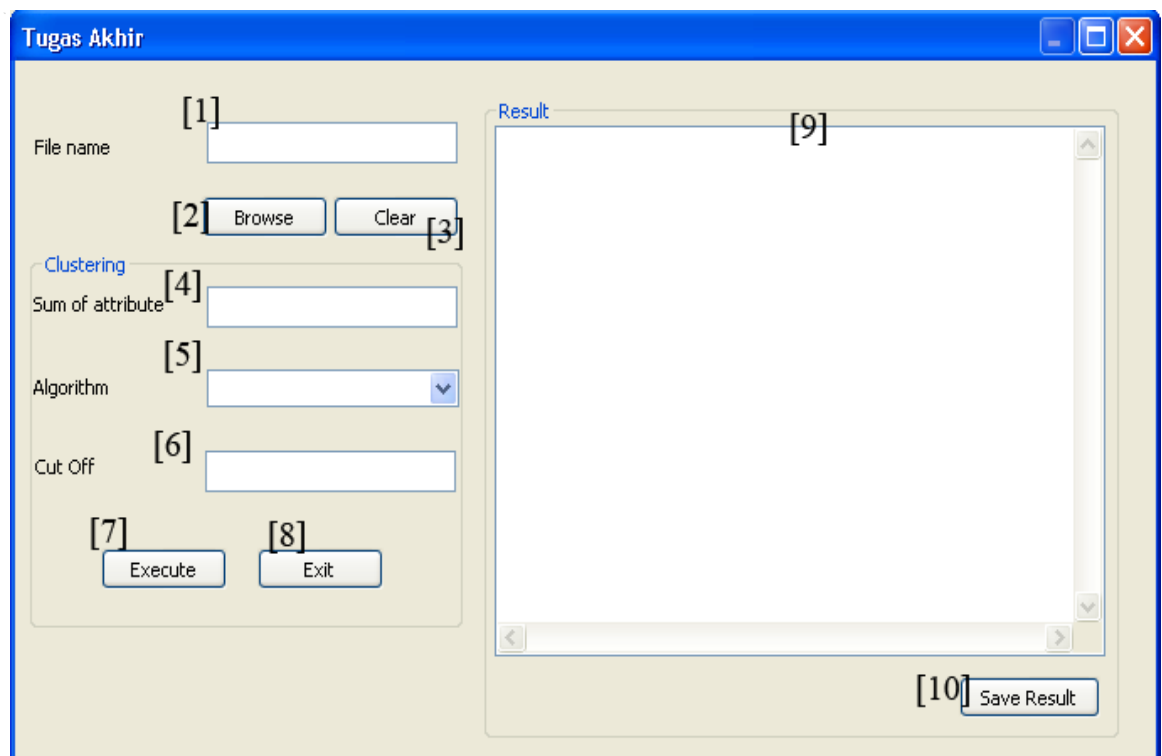 Tugas Akhir
[1]
File name
[2] Browse Clear [3]
Clustering
[4]
Sum of attribute
[5]
Algorithm
[6]
Cut Off
[7] [8]
Execute Exit
Result
[9]
[10] Save Result